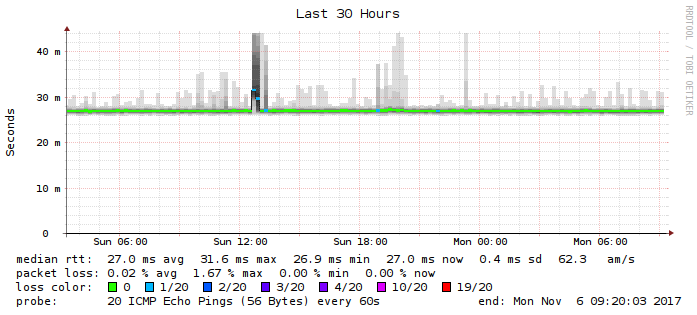 Last 30 Hours
RRDTOOL / TOBI OETIKER
Seconds
40 m
30 m
20 m
10 m
0
Sun 06:00 Sun 12:00 Sun 18:00 Mon 00:00 Mon 06:00
median rtt: 27.0 ms avg 31.6 ms max 26.9 ms min 27.0 ms now 0.4 ms sd 62.3 am/s
packet loss: 0.02 % avg 1.67 % max 0.00 % min 0.00 % now
loss color: 0 1/20 2/20 3/20 4/20 10/20 19/20
probe: 20 ICMP Echo Pings (56 Bytes) every 60s end: Mon Nov 6 09:20:03 2017